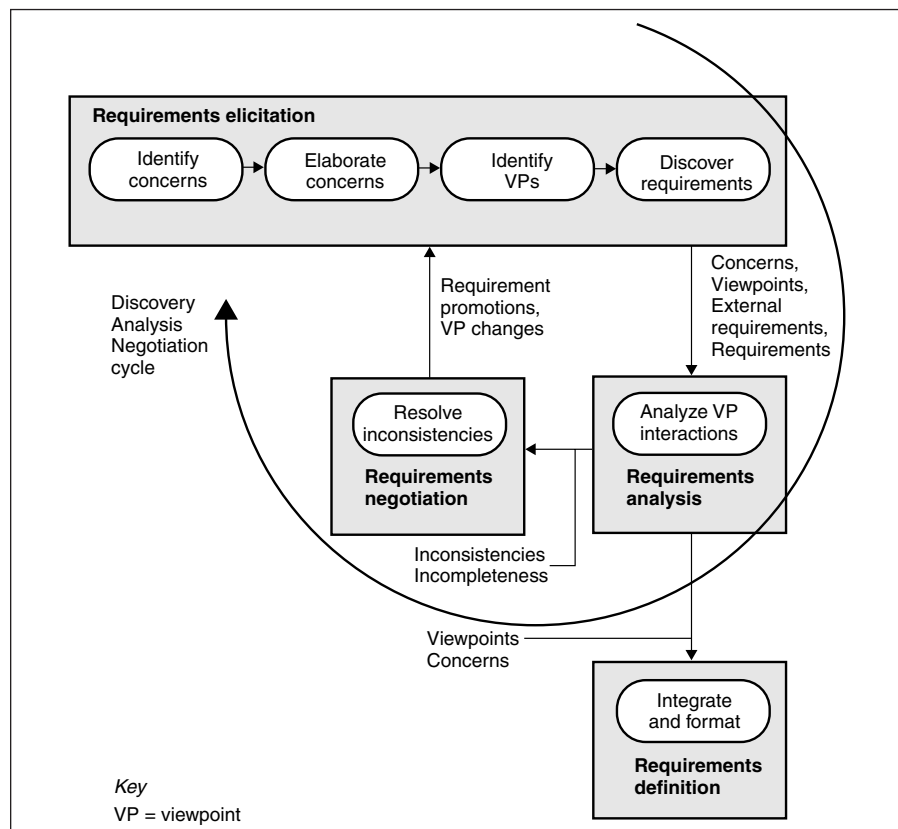 Requirements elicitation
Identify
concerns
Elaborate
concerns
Identify
VPs
Discover
requirements
Concerns,
Viewpoints,
External
requirements,
Requirements
Requirement
promotions,
VP changes
Discovery
Analysis
Negotiation
cycle
Resolve
inconsistencies
Requirements
negotiation
Analyze VP
interactions
Requirements
analysis
Inconsistencies
Incompleteness
Viewpoints
Concerns
Integrate
and format
Requirements
definition
Key
VP = viewpoint